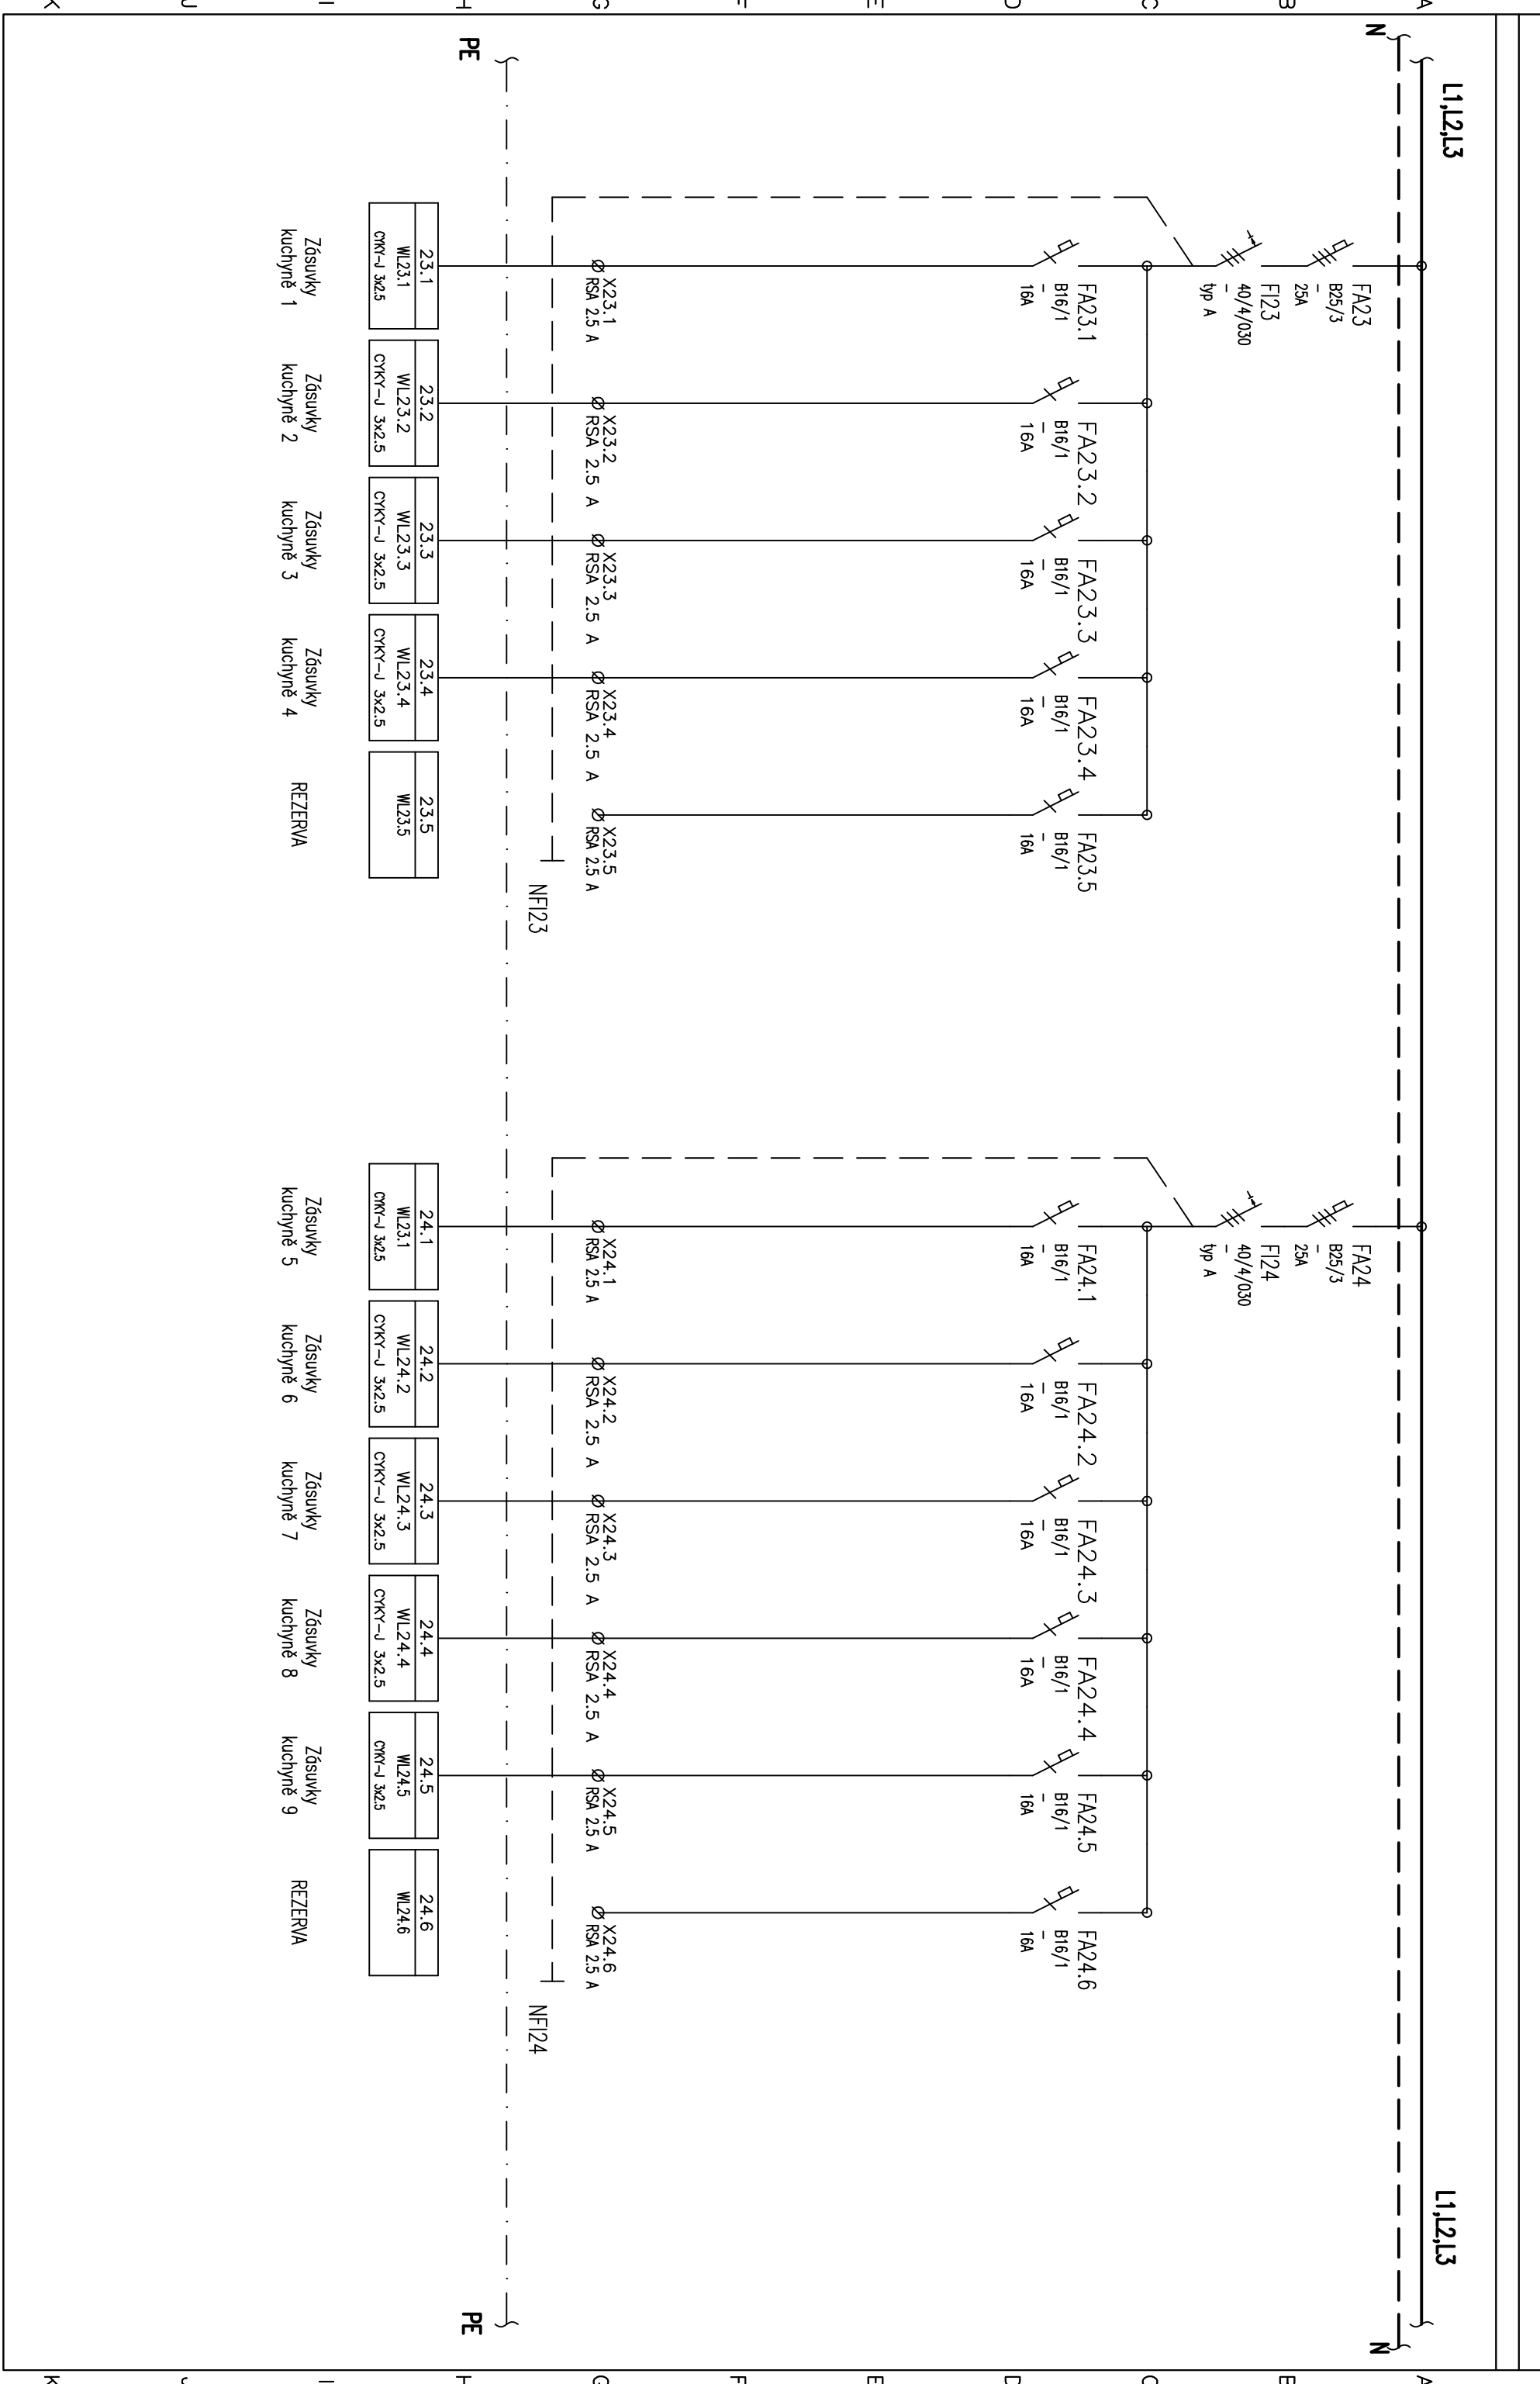 A B C D E F G H I J K
L1,L2,L3
L1,L2,L3
N
N
FA23
B25/3
–
25A
FI23
40/4/030
–
typ A
FA24
B25/3
–
25A
FI24
40/4/030
–
typ A
FA23.1
B16/1
–
16A
FA23.2
B16/1
–
16A
FA23.3
B16/1
–
16A
FA23.4
B16/1
–
16A
FA23.5
B16/1
–
16A
FA24.1
B16/1
–
16A
FA24.2
B16/1
–
16A
FA24.3
B16/1
–
16A
FA24.4
B16/1
–
16A
FA24.5
B16/1
–
16A
FA24.6
B16/1
–
16A
X23.1
RSA 2.5 A
X23.2
RSA 2.5 A
X23.3
RSA 2.5 A
X23.4
RSA 2.5 A
X23.5
RSA 2.5 A
X24.1
RSA 2.5 A
X24.2
RSA 2.5 A
X24.3
RSA 2.5 A
X24.4
RSA 2.5 A
X24.5
RSA 2.5 A
X24.6
RSA 2.5 A
NFI23
NFI24
PE
PE
23.1
WL23.1
CYKY-J 3x2.5
Zásuvky
kuchyně 1
23.2
WL23.2
CYKY-J 3x2.5
Zásuvky
kuchyně 2
23.3
WL23.3
CYKY-J 3x2.5
Zásuvky
kuchyně 3
23.4
WL23.4
CYKY-J 3x2.5
Zásuvky
kuchyně 4
23.5
WL23.5
REZERVA
24.1
WL23.1
CYKY-J 3x2.5
Zásuvky
kuchyně 5
24.2
WL24.2
CYKY-J 3x2.5
Zásuvky
kuchyně 6
24.3
WL24.3
CYKY-J 3x2.5
Zásuvky
kuchyně 7
24.4
WL24.4
CYKY-J 3x2.5
Zásuvky
kuchyně 8
24.5
WL24.5
CYKY-J 3x2.5
Zásuvky
kuchyně 9
24.6
WL24.6
REZERVA
A B C D E F G H I J K